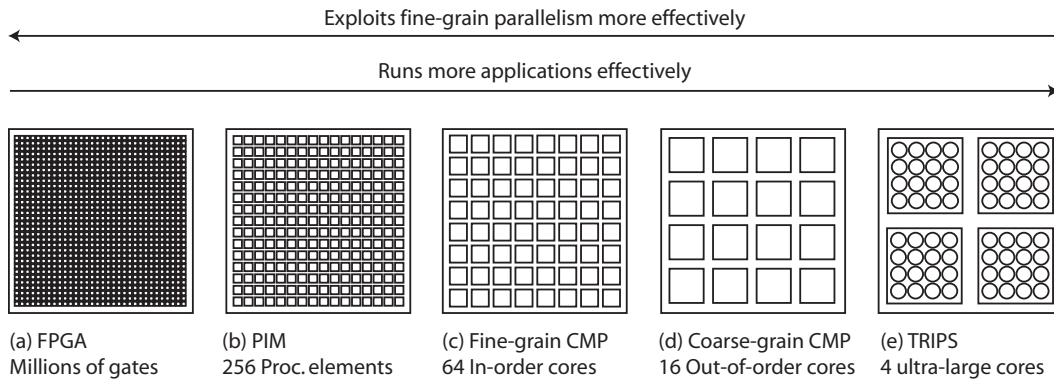 Exploits fine-grain parallelism more effectively
Runs more applications effectively
(a) FPGA
Millions of gates
(b) PIM
256 Proc. elements
(c) Fine-grain CMP
64 In-order cores
(d) Coarse-grain CMP
16 Out-of-order cores
(e) TRIPS
4 ultra-large cores